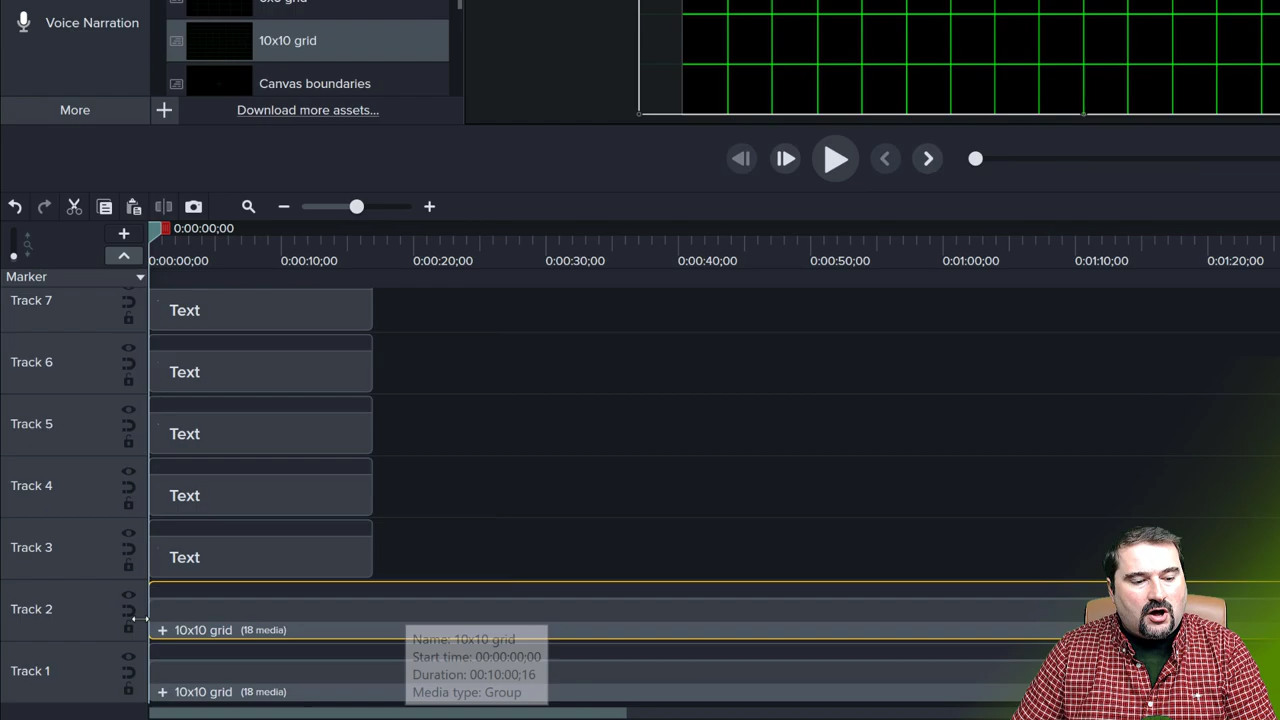 Voice Narration
10x10 grid
Canvas boundaries
More
Download more assets...
0:00:00;00
0:00:00;00 0:00:10;00 0:00:20;00 0:00:30;00 0:00:40;00 0:00:50;00 0:01:00;00 0:01:10;00 0:01:20;00
Marker
Track 7
Text
Track 6
Text
Track 5
Text
Track 4
Text
Track 3
Text
Track 2
10x10 grid (18 media)
Name: 10x10 grid
Start time: 00:00:00;00
Duration: 00:10:00;16
Media type: Group
Track 1
10x10 grid (18 media)